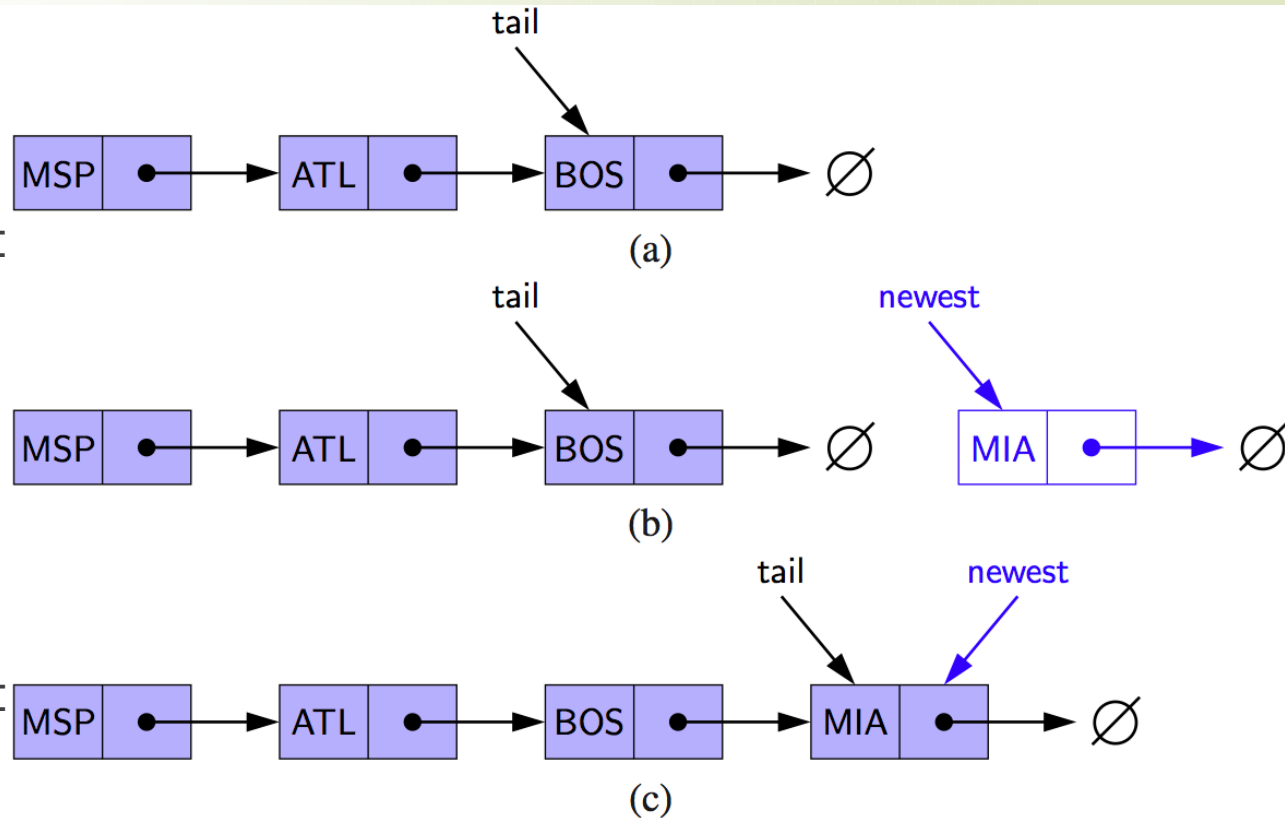 tail
MSP ATL BOS ∅
(a)
tail newest
MSP ATL BOS ∅ MIA ∅
(b)
tail newest
MSP ATL BOS MIA ∅
(c)